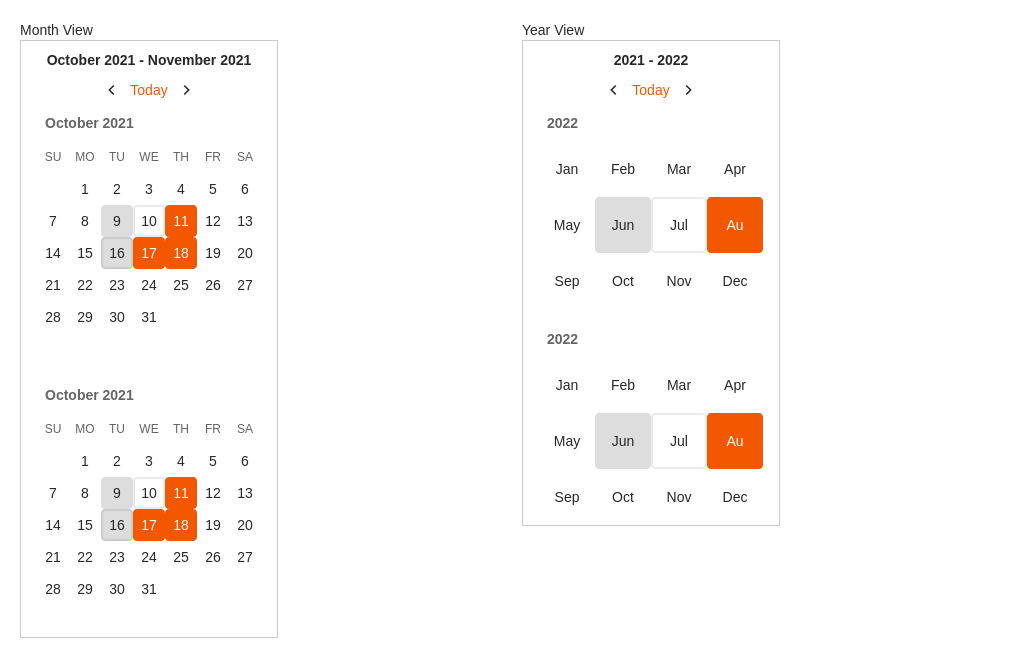 Month View
October 2021 - November 2021
Today
October 2021
SU MO TU WE TH FR SA
1 2 3 4 5 6
7 8 9 10 11 12 13
14 15 16 17 18 19 20
21 22 23 24 25 26 27
28 29 30 31
October 2021
SU MO TU WE TH FR SA
1 2 3 4 5 6
7 8 9 10 11 12 13
14 15 16 17 18 19 20
21 22 23 24 25 26 27
28 29 30 31
Year View
2021 - 2022
Today
2022
Jan Feb Mar Apr
May Jun Jul Au
Sep Oct Nov Dec
2022
Jan Feb Mar Apr
May Jun Jul Au
Sep Oct Nov Dec